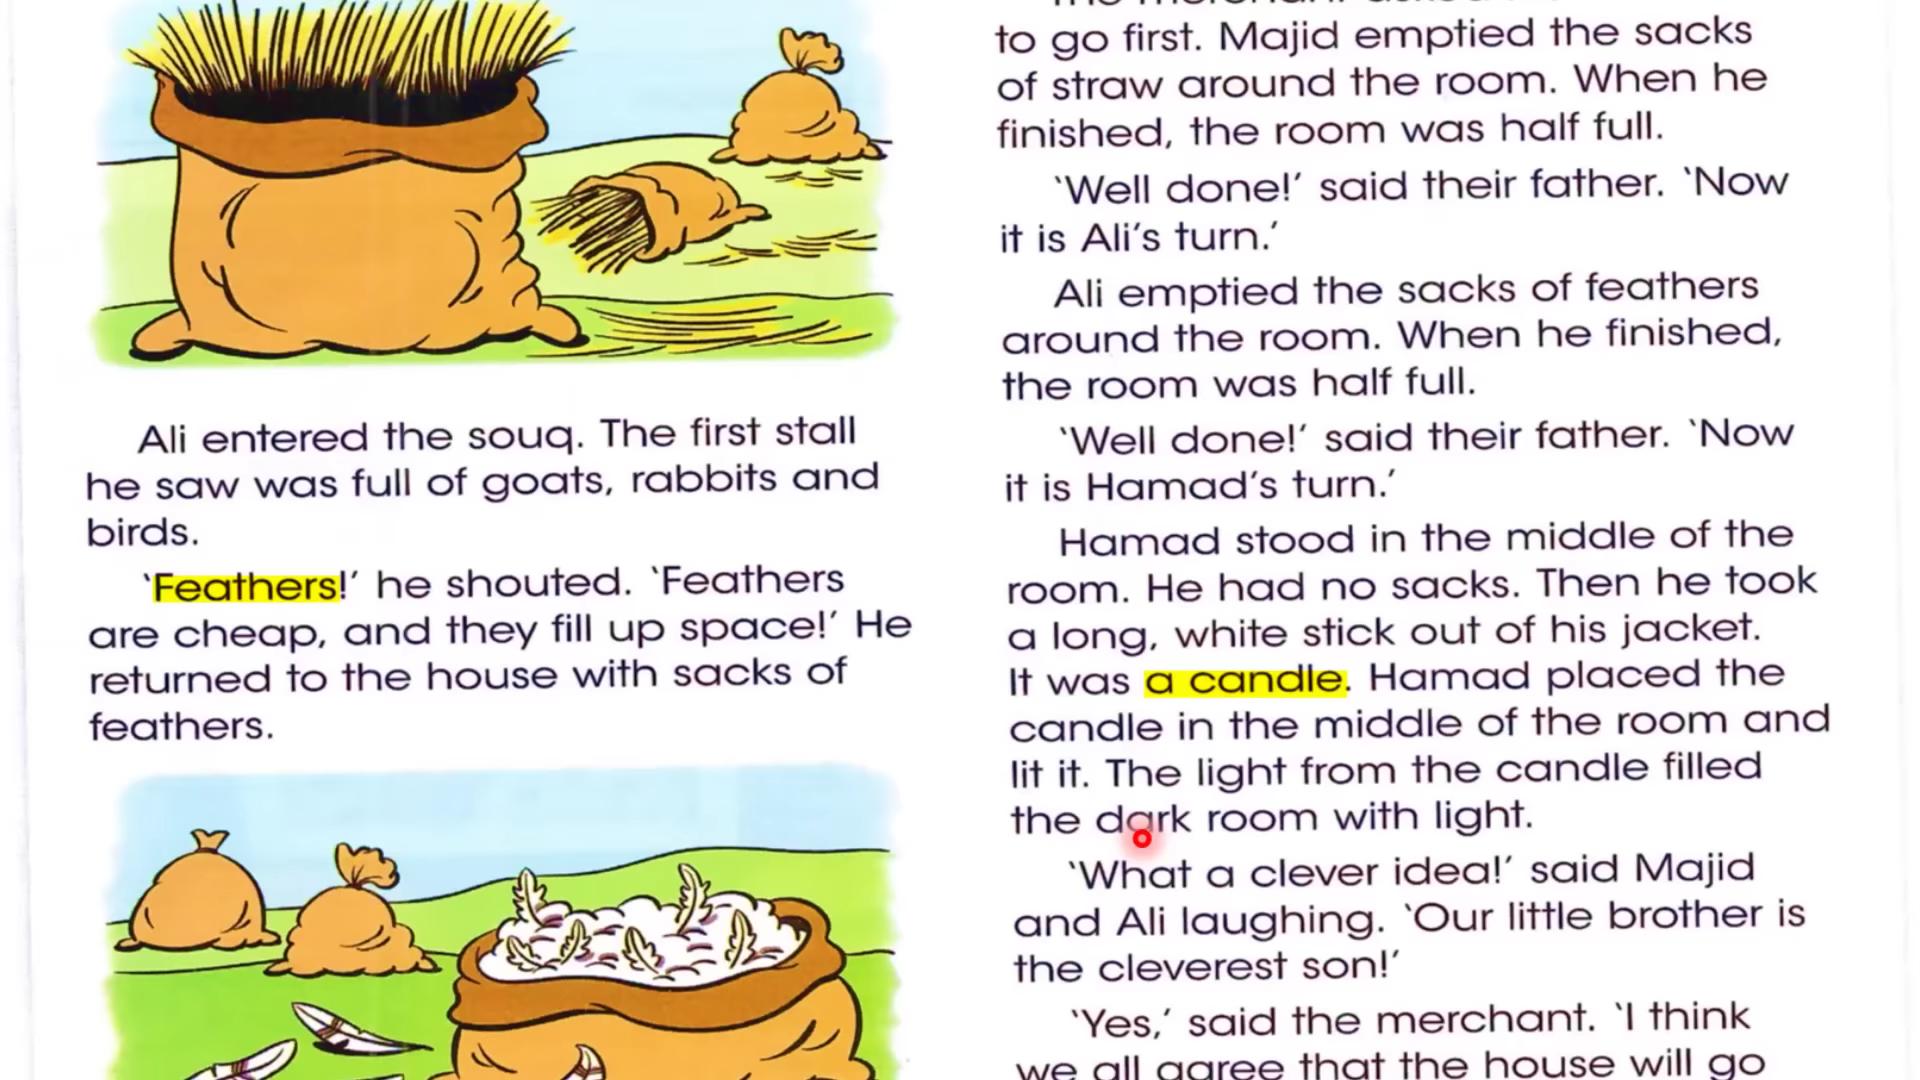 Ali entered the souq. The first stall
he saw was full of goats, rabbits and
birds.
‘Feathers!’ he shouted. ‘Feathers
are cheap, and they fill up space!’ He
returned to the house with sacks of
feathers.
to go first. Majid emptied the sacks
of straw around the room. When he
finished, the room was half full.
‘Well done!’ said their father. ‘Now
it is Ali’s turn.’
Ali emptied the sacks of feathers
around the room. When he finished,
the room was half full.
‘Well done!’ said their father. ‘Now
it is Hamad’s turn.’
Hamad stood in the middle of the
room. He had no sacks. Then he took
a long, white stick out of his jacket.
It was a candle. Hamad placed the
candle in the middle of the room and
lit it. The light from the candle filled
the dark room with light.
‘What a clever idea!’ said Majid
and Ali laughing. ‘Our little brother is
the cleverest son!’
‘Yes,’ said the merchant. ‘I think
we all agree that the house will go